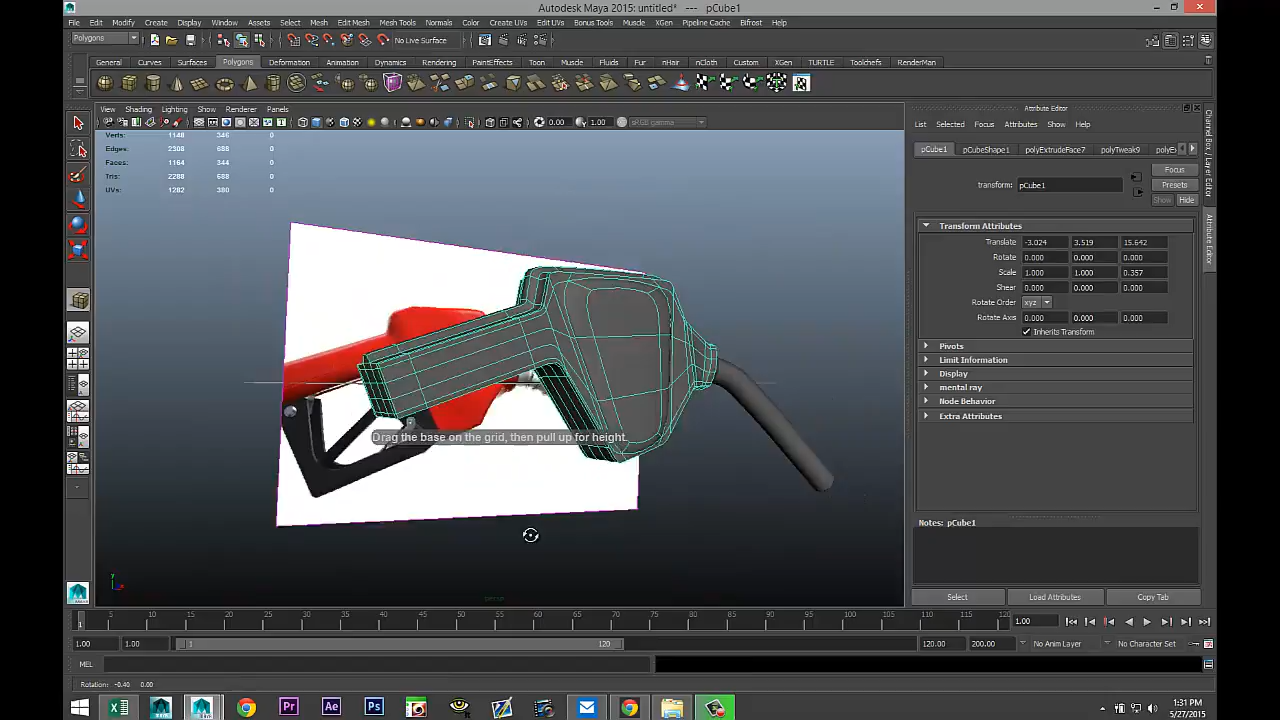 Autodesk Maya 2015: untitled* --- pCube1
File Edit Modify Create Display Window Assets Select Mesh Edit Mesh Mesh Tools Normals Color Create UVs Edit UVs Bonus Tools Muscle XGen Pipeline Cache Bifrost Help
Polygons No Live Surface
General Curves Surfaces Polygons Deformation Animation Dynamics Rendering PaintEffects Toon Muscle Fluids Fur nHair nCloth Custom XGen TURTLE Toolchefs RenderMan
View Shading Lighting Show Renderer Panels
0.00 1.00 sRGB gamma
Verts: 1148 346 0
Edges: 2308 688 0
Faces: 1164 344 0
Tris: 2288 688 0
UVs: 1282 380 0
Drag the base on the grid, then pull up for height.
persp
Attribute Editor
List Selected Focus Attributes Show Help
pCube1 pCubeShape1 polyExtrudeFace7 polyTweak9
transform: pCube1
Focus
Presets
Show Hide
Transform Attributes
Translate -3.024 3.519 15.642
Rotate 0.000 0.000 0.000
Scale 1.000 1.000 0.357
Shear 0.000 0.000 0.000
Rotate Order xyz
Rotate Axis 0.000 0.000 0.000
Inherits Transform
Pivots
Limit Information
Display
mental ray
Node Behavior
Extra Attributes
Notes: pCube1
Select Load Attributes Copy Tab
Channel Box / Layer Editor
Attribute Editor
1 5 10 15 20 25 30 35 40 45 50 55 60 65 70 75 80 85 90 95 100 105 110 115 120 1.00
1.00 1.00 1 120 120.00 200.00 No Anim Layer No Character Set
MEL
Rotation: -0.40 0.00
1:31 PM
5/27/2015